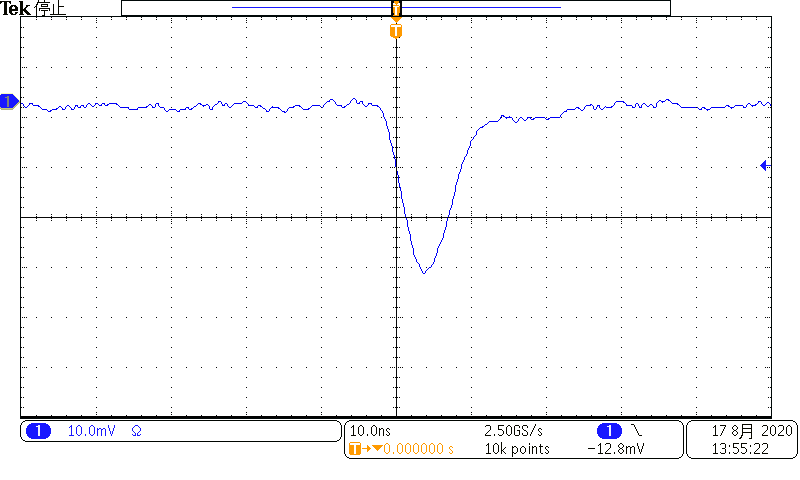 Tek 停止
T
T
1
1 10.0mV Ω
10.0ns 2.50GS/s 1
T→▼0.000000 s 10k points −12.8mV
17 8月 2020
13:55:22